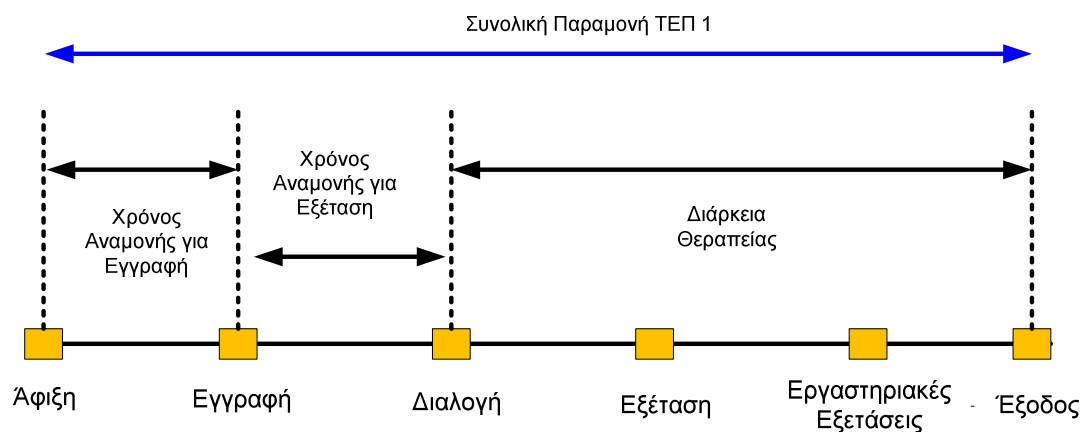 Συνολική Παραμονή ΤΕΠ 1
Χρόνος
Αναμονής για
Εγγραφή
Χρόνος
Αναμονής για
Εξέταση
Διάρκεια
Θεραπείας
Άφιξη
Εγγραφή
Διαλογή
Εξέταση
Εργαστηριακές
Εξετάσεις
-
Έξοδος